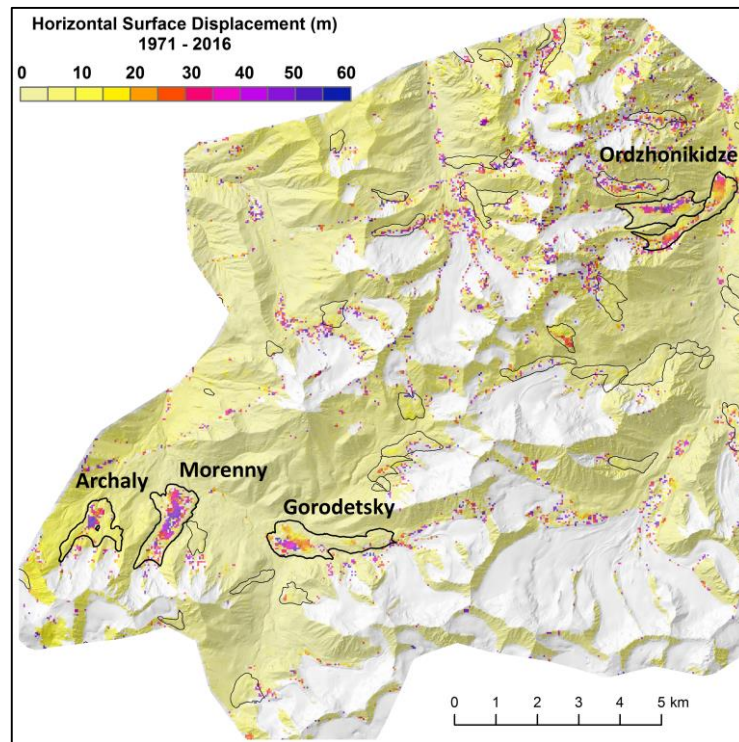 Horizontal Surface Displacement (m)
1971 - 2016
0 10 20 30 40 50 60
Ordzhonikidze
Archaly
Morenny
Gorodetsky
0 1 2 3 4 5 km